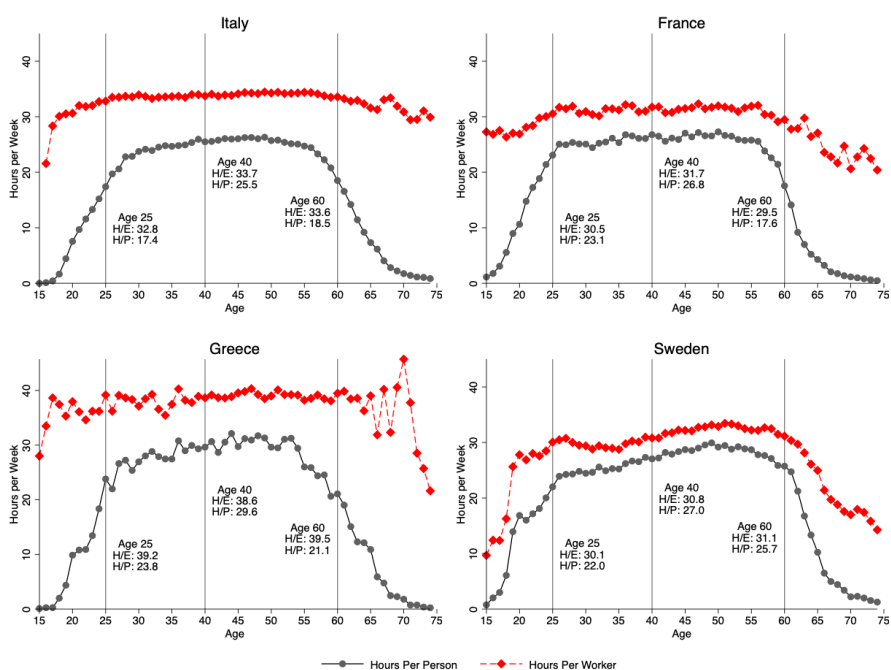 Italy
Hours per Week
40
30
20
10
0
Age 25
H/E: 32.8
H/P: 17.4
Age 40
H/E: 33.7
H/P: 25.5
Age 60
H/E: 33.6
H/P: 18.5
15 20 25 30 35 40 45 50 55 60 65 70 75
Age
France
Hours per Week
40
30
20
10
0
Age 25
H/E: 30.5
H/P: 23.1
Age 40
H/E: 31.7
H/P: 26.8
Age 60
H/E: 29.5
H/P: 17.6
15 20 25 30 35 40 45 50 55 60 65 70 75
Age
Greece
Hours per Week
40
30
20
10
0
Age 25
H/E: 39.2
H/P: 23.8
Age 40
H/E: 38.6
H/P: 29.6
Age 60
H/E: 39.5
H/P: 21.1
15 20 25 30 35 40 45 50 55 60 65 70 75
Age
Sweden
Hours per Week
40
30
20
10
0
Age 25
H/E: 30.1
H/P: 22.0
Age 40
H/E: 30.8
H/P: 27.0
Age 60
H/E: 31.1
H/P: 25.7
15 20 25 30 35 40 45 50 55 60 65 70 75
Age
Hours Per Person Hours Per Worker